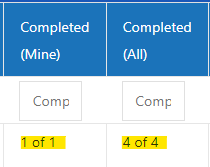 Completed (Mine)
Completed (All)
Comp
Comp
1 of 1
4 of 4